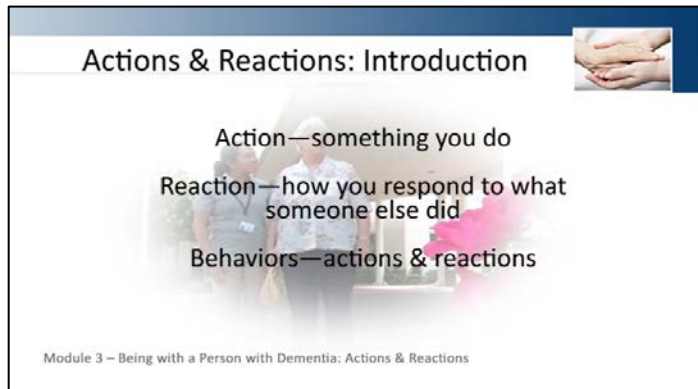 Actions & Reactions: Introduction
Action—something you do
Reaction—how you respond to what
someone else did
Behaviors—actions & reactions
Module 3 – Being with a Person with Dementia: Actions & Reactions